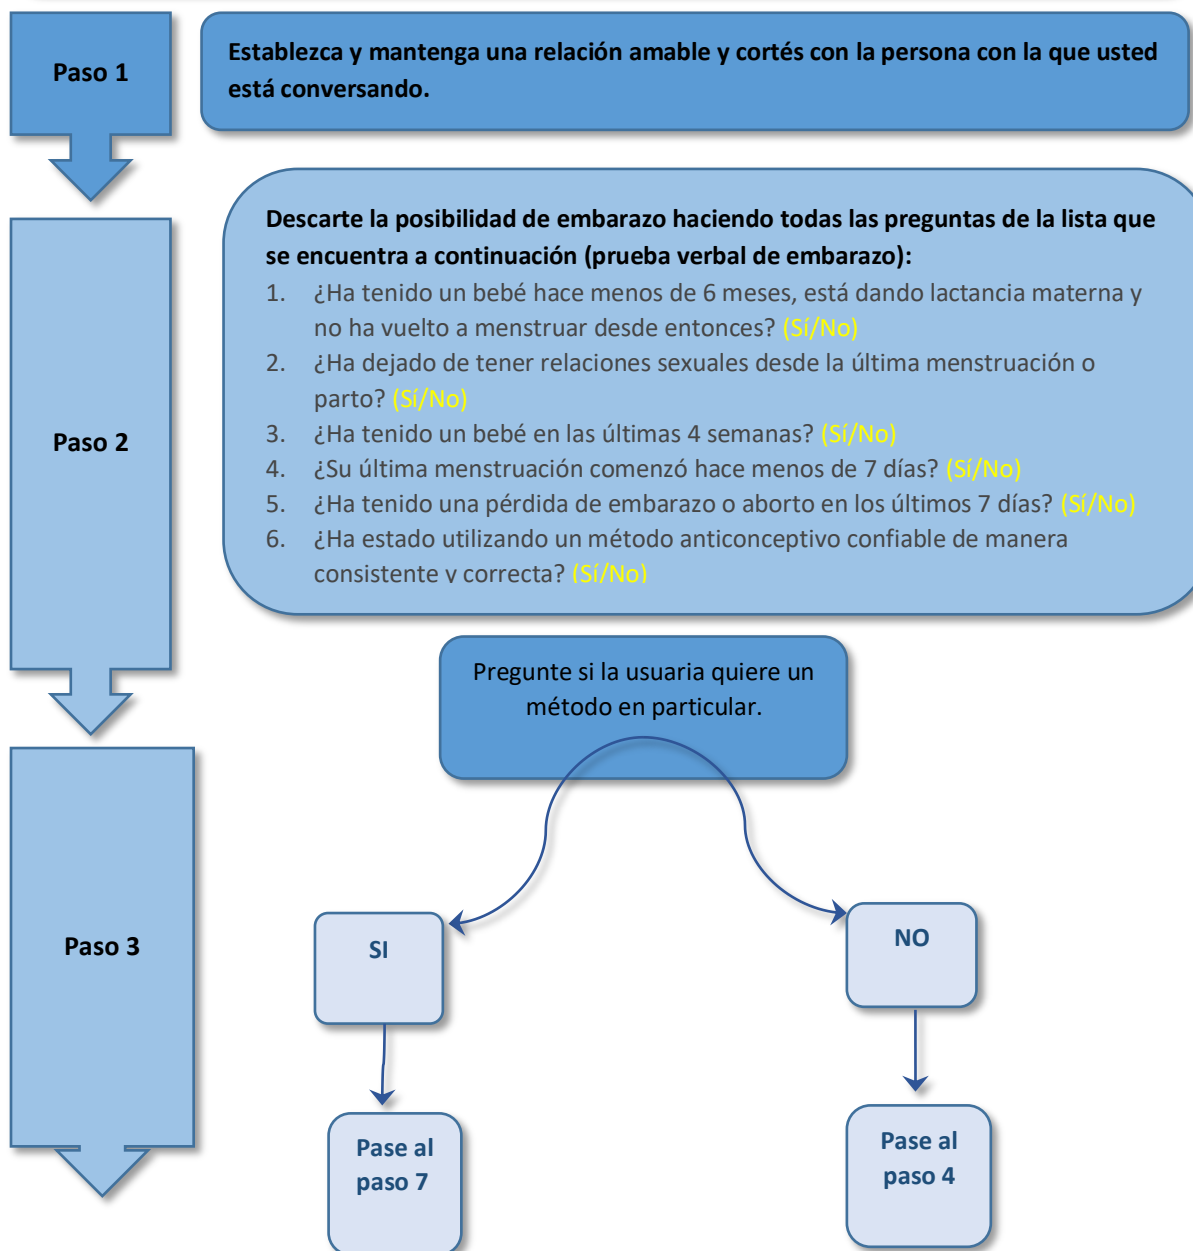 Paso 1
Establezca y mantenga una relación amable y cortés con la persona con la que usted
está conversando.
Paso 2
Descarte la posibilidad de embarazo haciendo todas las preguntas de la lista que
se encuentra a continuación (prueba verbal de embarazo):
1. ¿Ha tenido un bebé hace menos de 6 meses, está dando lactancia materna y
no ha vuelto a menstruar desde entonces? (Sí/No)
2. ¿Ha dejado de tener relaciones sexuales desde la última menstruación o
parto? (Sí/No)
3. ¿Ha tenido un bebé en las últimas 4 semanas? (Sí/No)
4. ¿Su última menstruación comenzó hace menos de 7 días? (Sí/No)
5. ¿Ha tenido una pérdida de embarazo o aborto en los últimos 7 días? (Sí/No)
6. ¿Ha estado utilizando un método anticonceptivo confiable de manera
consistente y correcta? (Sí/No)
Paso 3
Pregunte si la usuaria quiere un
método en particular.
SI
NO
Pase al
paso 7
Pase al
paso 4